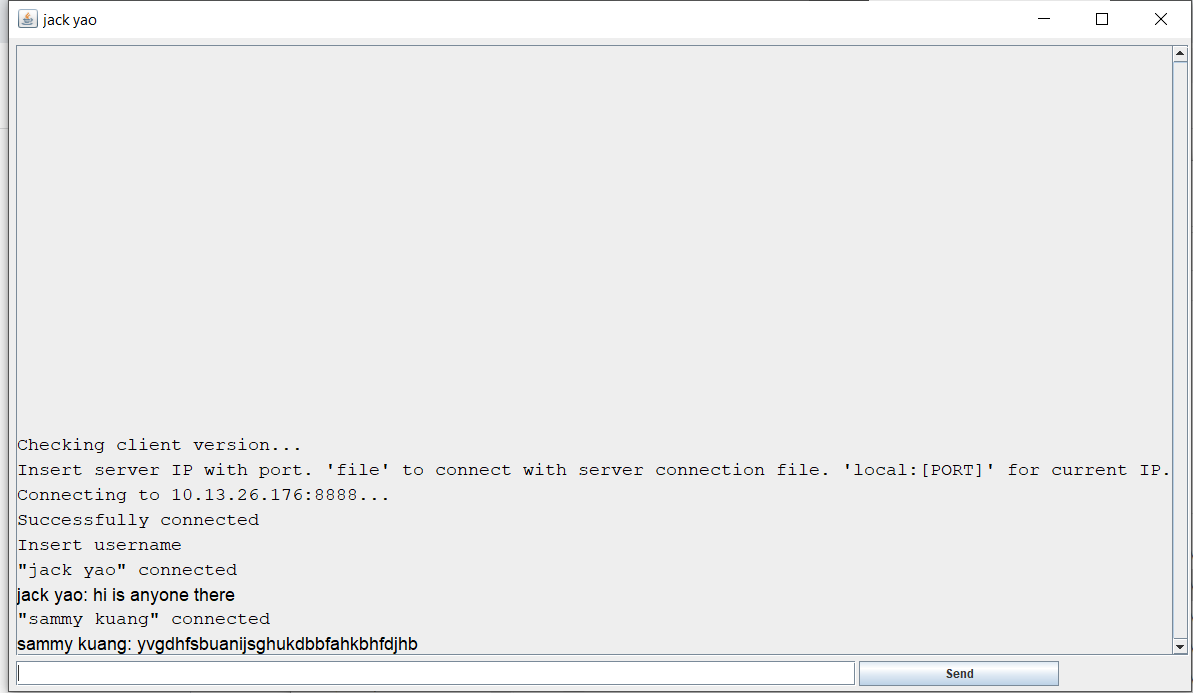 jack yao
Checking client version...
Insert server IP with port. 'file' to connect with server connection file. 'local:[PORT]' for current IP.
Connecting to 10.13.26.176:8888...
Successfully connected
Insert username
"jack yao" connected
jack yao: hi is anyone there
"sammy kuang" connected
sammy kuang: yvgdhfsbuanijsghukdbbfahkbhfdjhb
Send